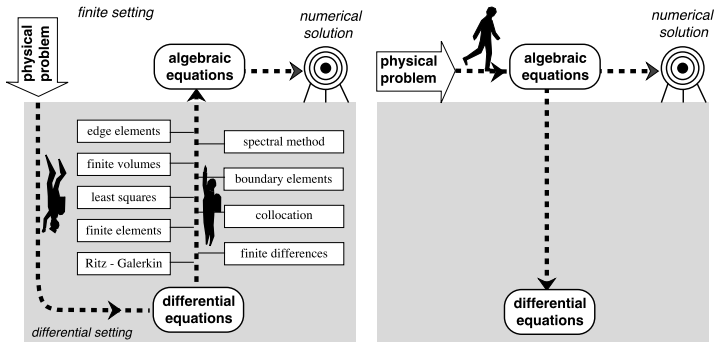 finite setting
numerical
solution
physical
problem
algebraic
equations
edge elements
finite volumes
least squares
finite elements
Ritz - Galerkin
spectral method
boundary elements
collocation
finite differences
differential
equations
differential setting
numerical
solution
physical
problem
algebraic
equations
differential
equations